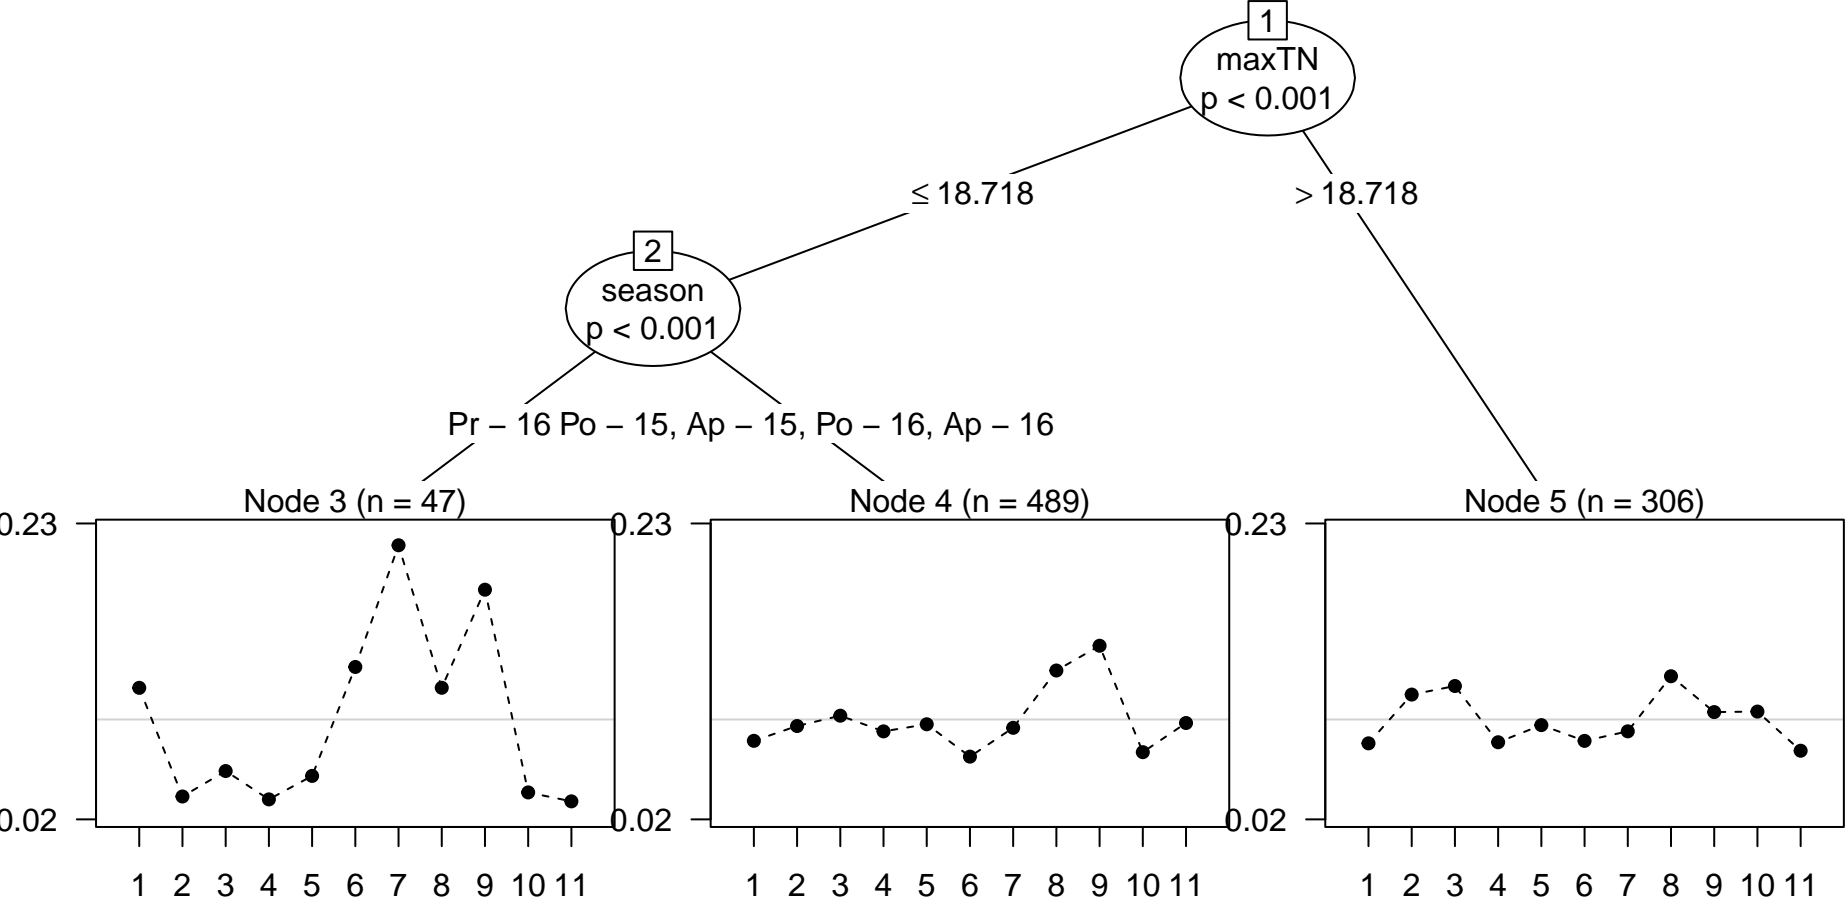 1
maxTN
p < 0.001
≤ 18.718
> 18.718
2
season
p < 0.001
Pr − 16
Po − 15, Ap − 15, Po − 16, Ap − 16
Node 3 (n = 47)
0.23
0.02
1 2 3 4 5 6 7 8 9 10 11
Node 4 (n = 489)
0.23
0.02
1 2 3 4 5 6 7 8 9 10 11
Node 5 (n = 306)
0.23
0.02
1 2 3 4 5 6 7 8 9 10 11